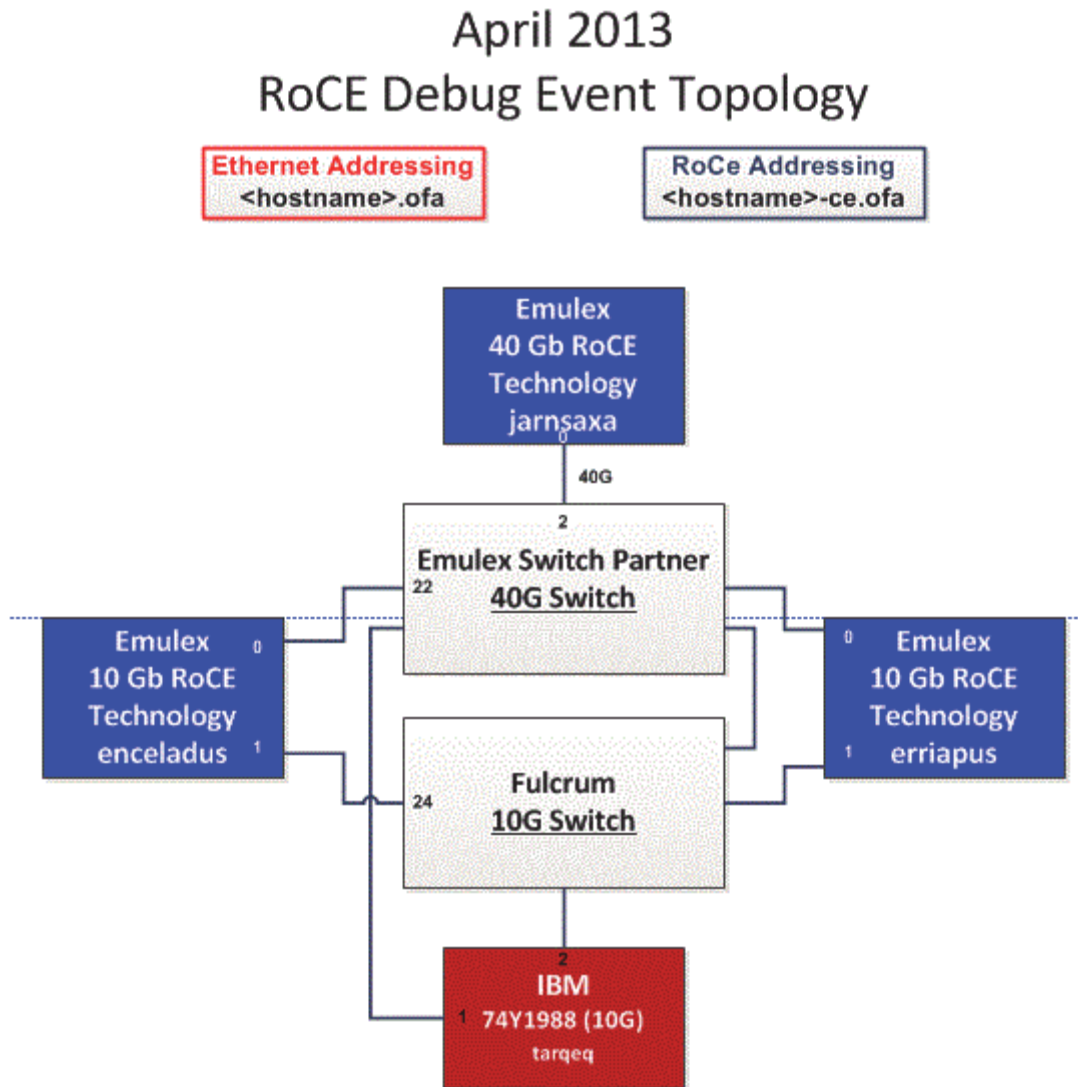 April 2013
RoCE Debug Event Topology
Ethernet Addressing
<hostname>.ofa
RoCe Addressing
<hostname>-ce.ofa
Emulex
40 Gb RoCE
Technology
jarnsaxa
0
40G
2
Emulex Switch Partner
40G Switch
22
Emulex
10 Gb RoCE
Technology
enceladus
0
1
Emulex
10 Gb RoCE
Technology
erriapus
0
1
Fulcrum
10G Switch
24
2
IBM
74Y1988 (10G)
tarqeq
1